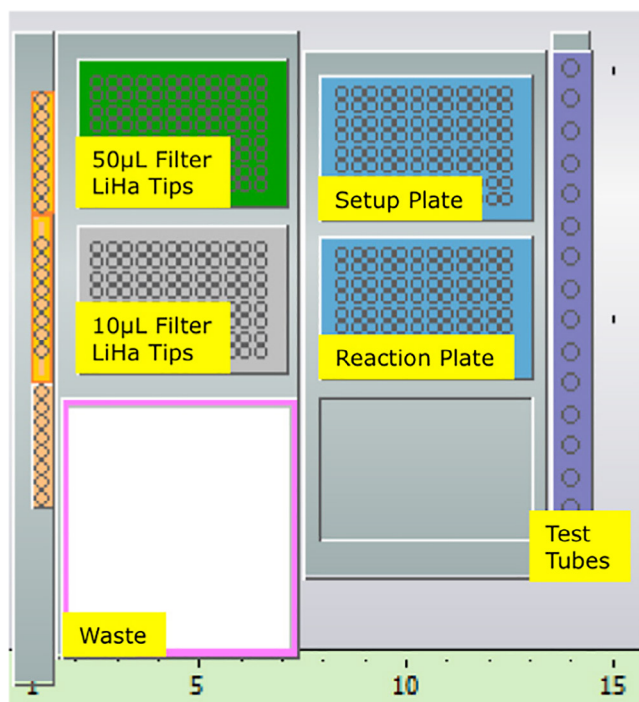 50µL Filter
LiHa Tips
Setup Plate
10µL Filter
LiHa Tips
Reaction Plate
Test
Tubes
Waste
1
5
10
15